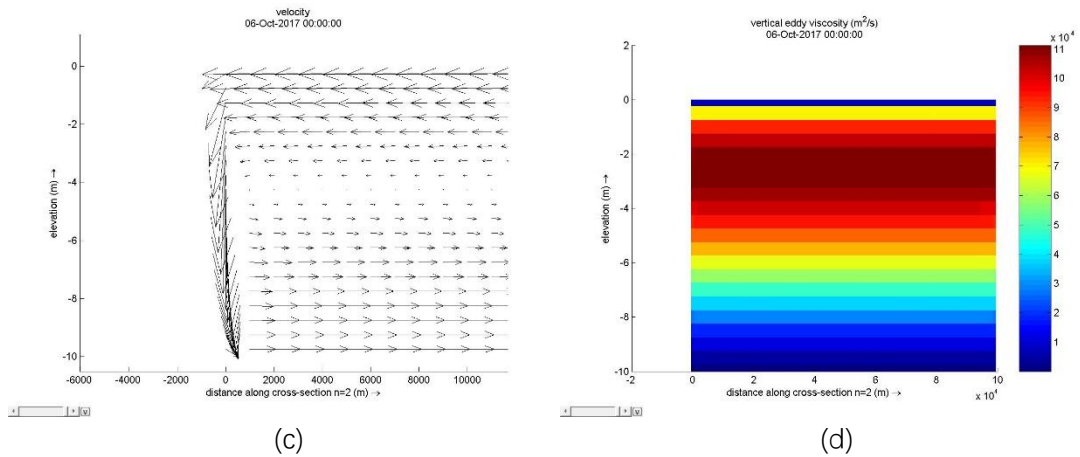 velocity
06-Oct-2017 00:00:00
0
-2
-4
-6
-8
-10
elevation (m) →
-6000 -4000 -2000 0 2000 4000 6000 8000 10000
distance along cross-section n=2 (m) →
v
(c)
vertical eddy viscosity (m²/s)
06-Oct-2017 00:00:00
2
0
-2
-4
-6
-8
-10
elevation (m) →
-2 0 2 4 6 8 10
x 10⁴
distance along cross-section n=2 (m) →
x 10⁴
11
10
9
8
7
6
5
4
3
2
1
v
(d)